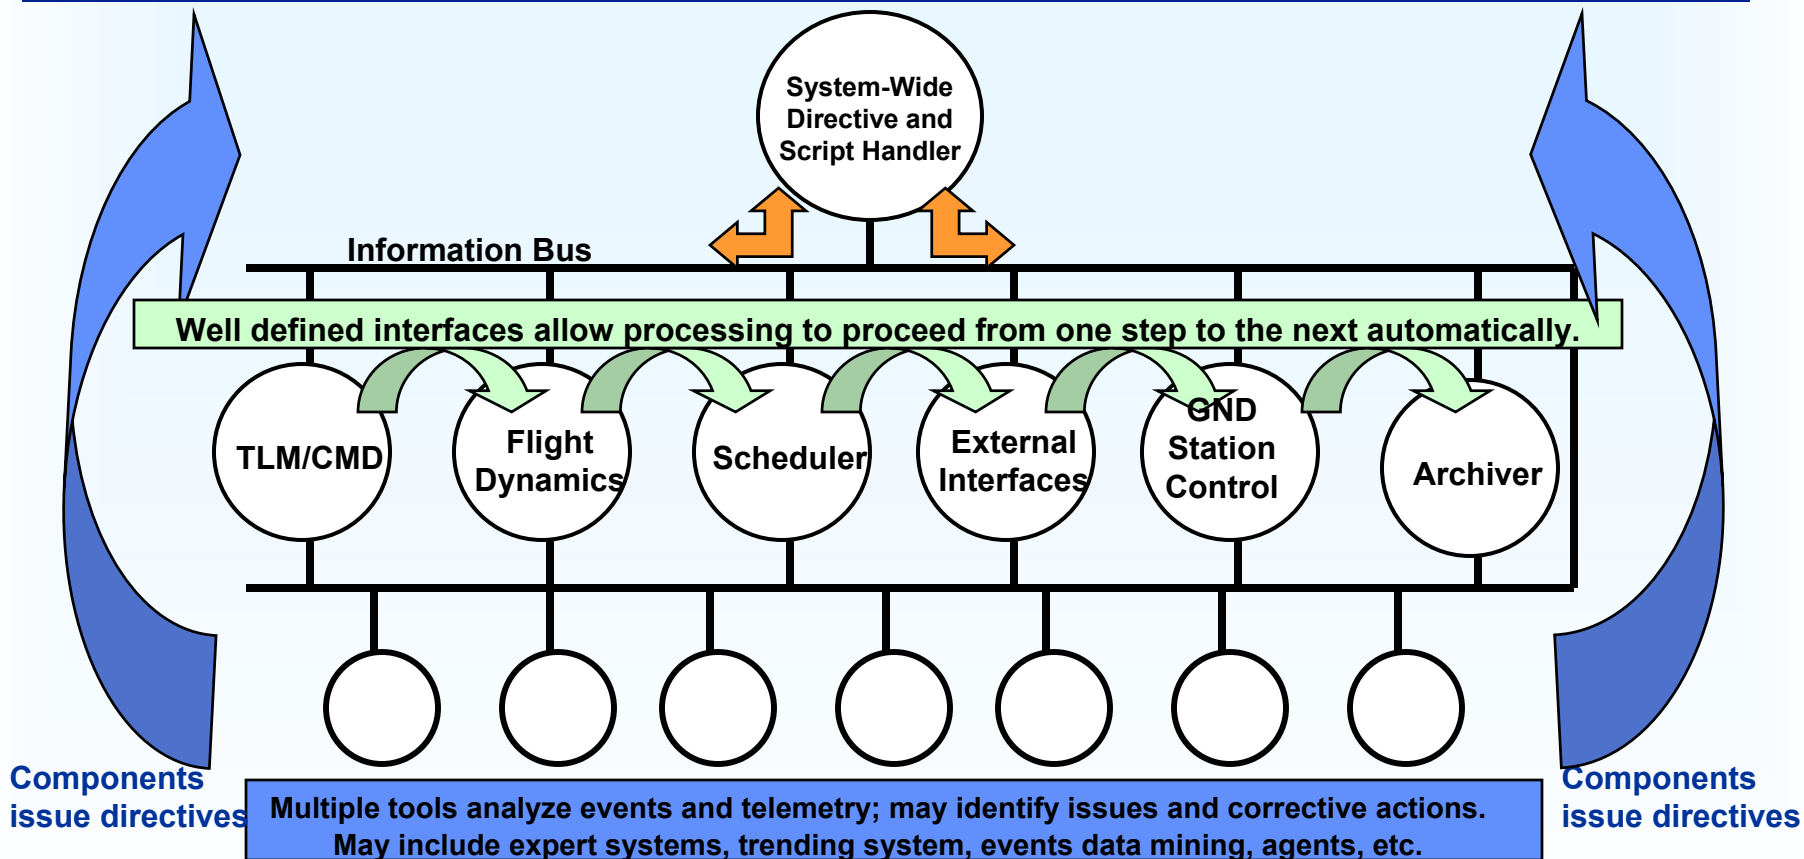 System-Wide
Directive and
Script Handler
Information Bus
Well defined interfaces allow processing to proceed from one step to the next automatically.
TLM/CMD
Flight
Dynamics
Scheduler
External
Interfaces
GND
Station
Control
Archiver
Components
issue directives
Multiple tools analyze events and telemetry; may identify issues and corrective actions.
May include expert systems, trending system, events data mining, agents, etc.
Components
issue directives